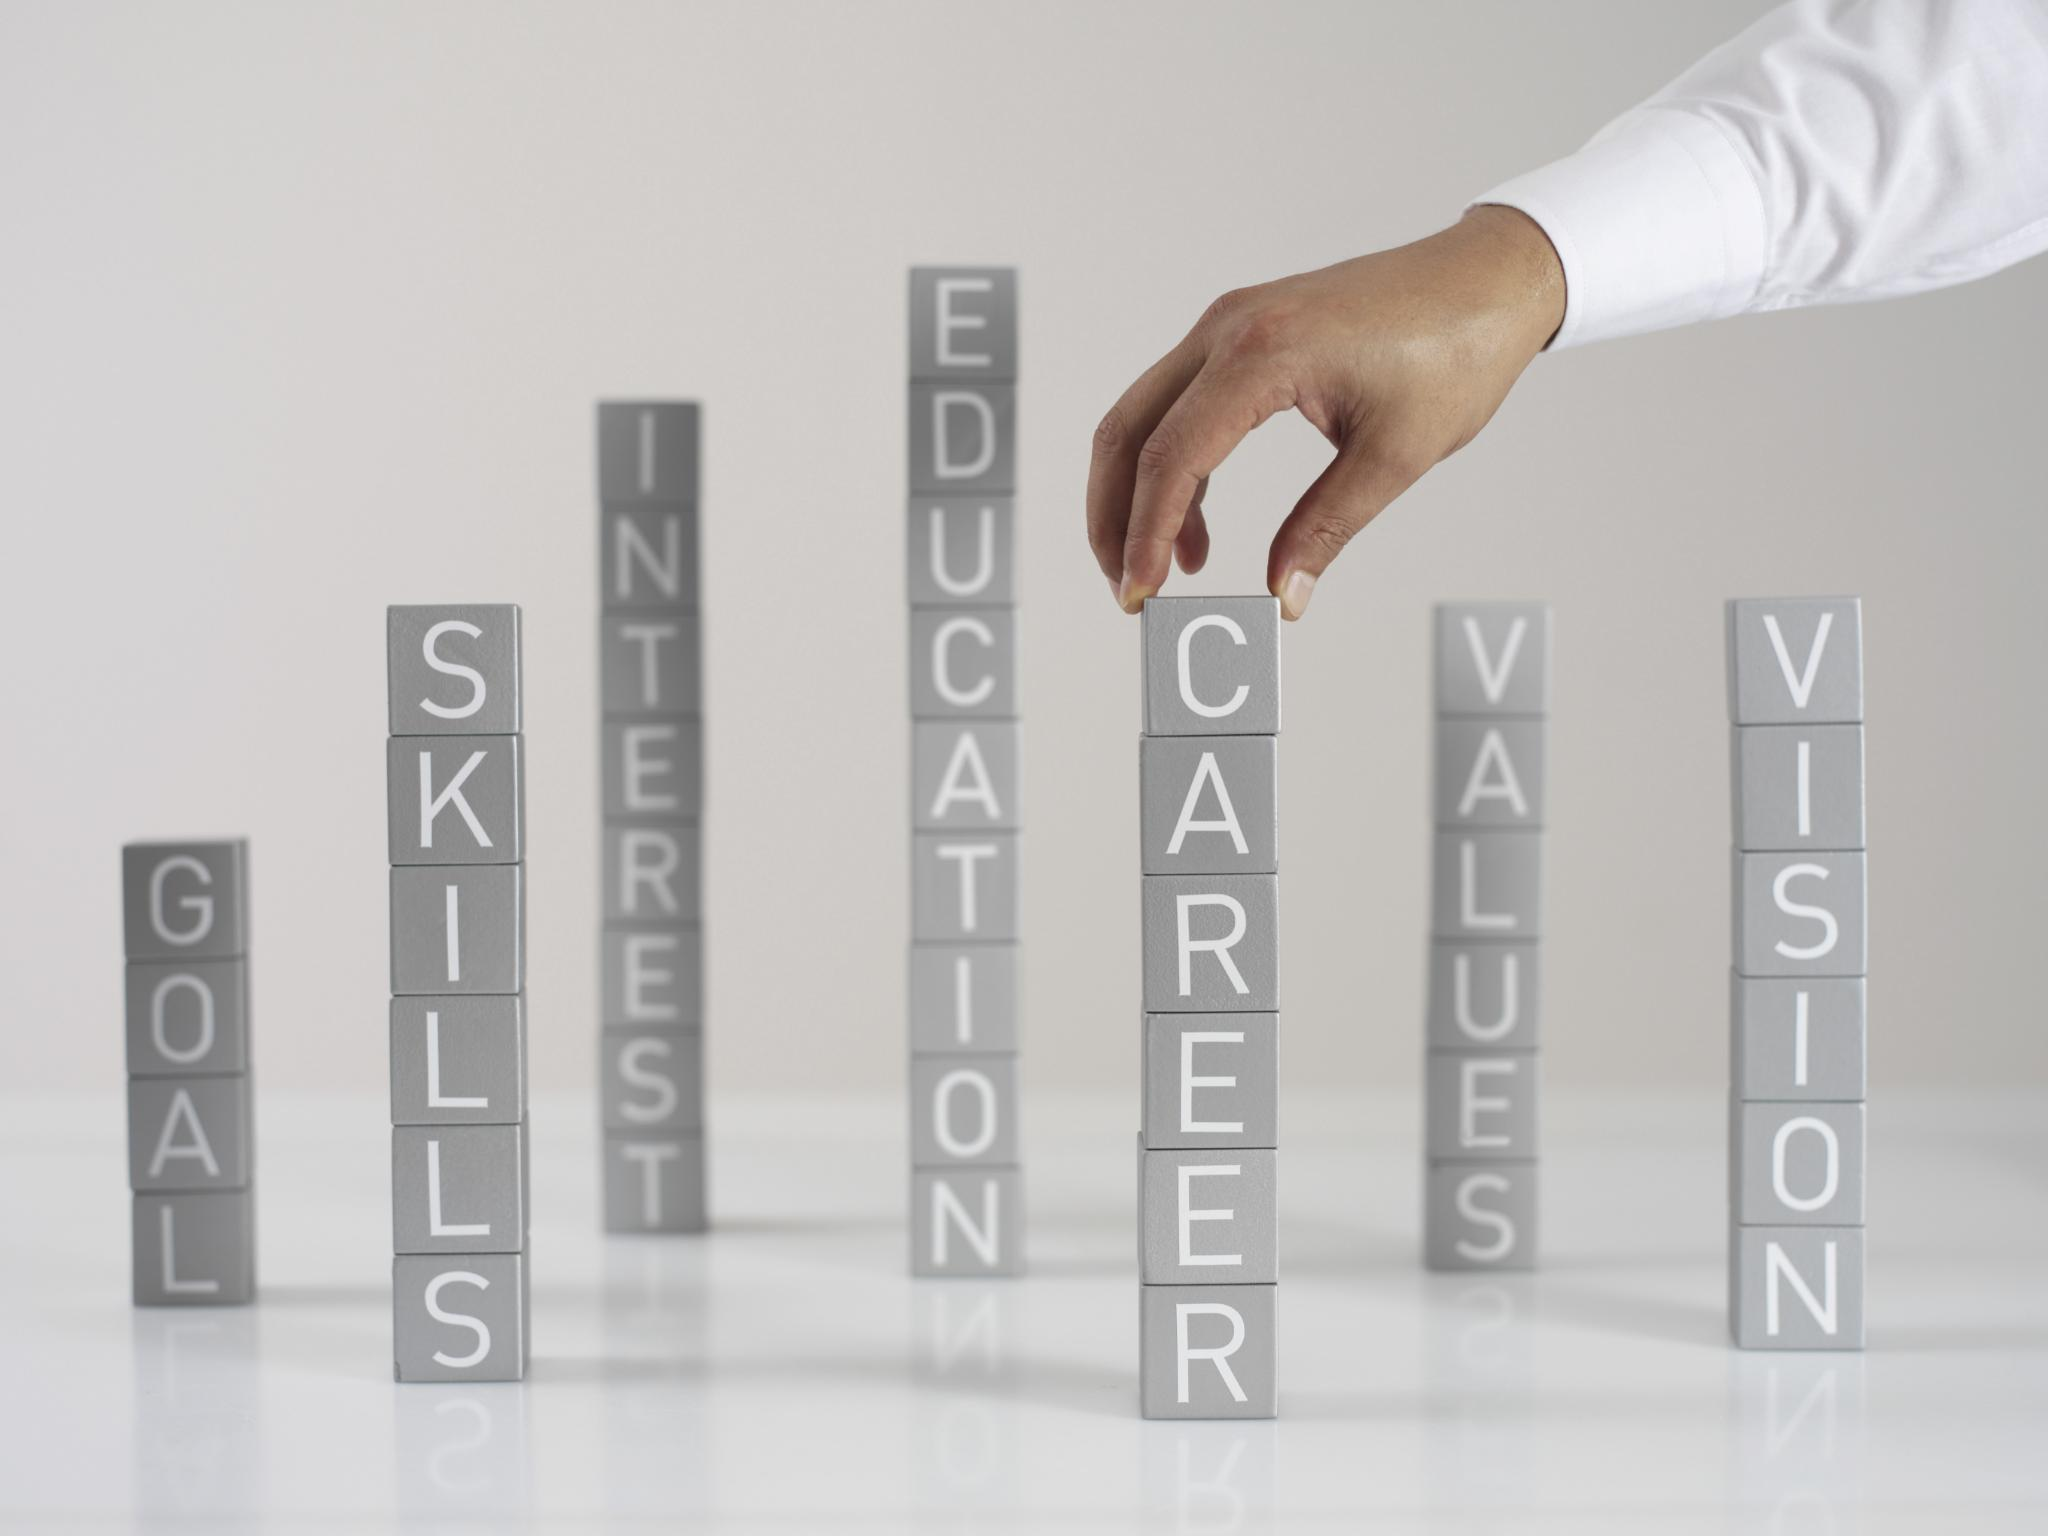 GOAL
SKILLS
INTEREST
EDUCATION
CAREER
VALUES
VISION